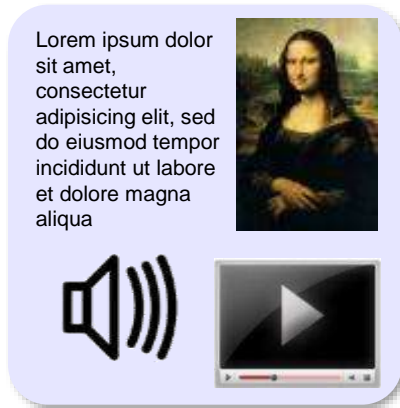 Lorem ipsum dolor
sit amet,
consectetur
adipisicing elit, sed
do eiusmod tempor
incididunt ut labore
et dolore magna
aliqua